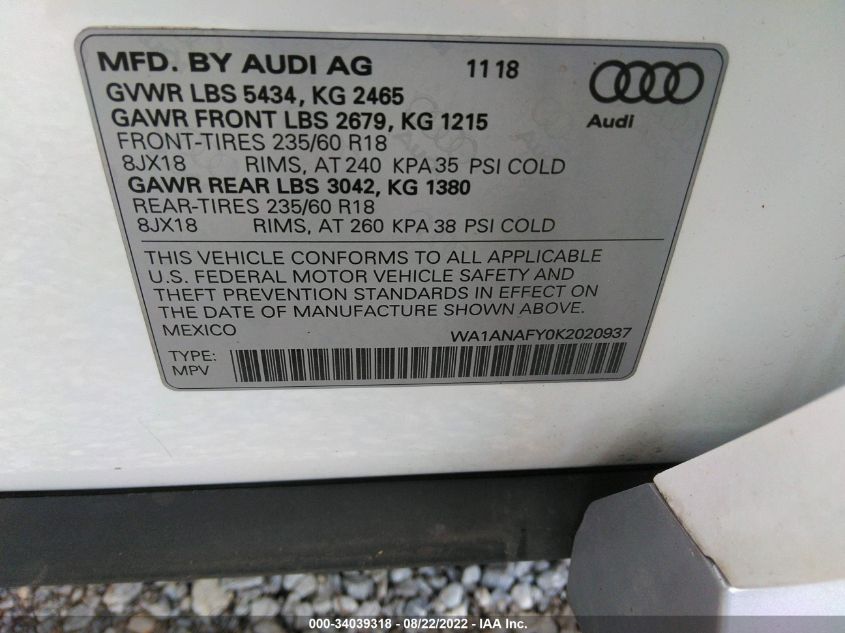 MFD. BY AUDI AG 11 18
GVWR LBS 5434, KG 2465
GAWR FRONT LBS 2679, KG 1215
Audi
FRONT-TIRES 235/60 R18
8JX18 RIMS, AT 240 KPA 35 PSI COLD
GAWR REAR LBS 3042, KG 1380
REAR-TIRES 235/60 R18
8JX18 RIMS, AT 260 KPA 38 PSI COLD
THIS VEHICLE CONFORMS TO ALL APPLICABLE
U.S. FEDERAL MOTOR VEHICLE SAFETY AND
THEFT PREVENTION STANDARDS IN EFFECT ON
THE DATE OF MANUFACTURE SHOWN ABOVE.
MEXICO WA1ANAFY0K2020937
TYPE:
MPV
000-34039318 - 08/22/2022 - IAA Inc.